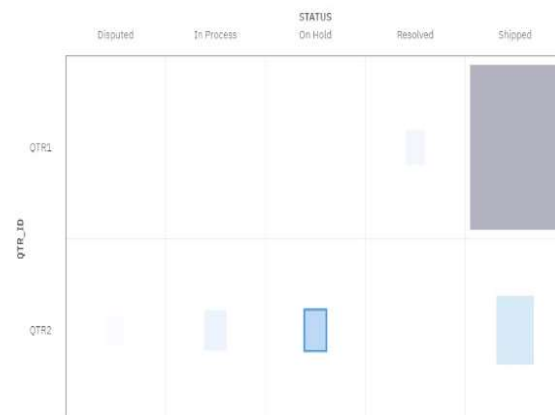 STATUS
Disputed In Process On Hold Resolved Shipped
QTR1
QTR_ID
QTR2